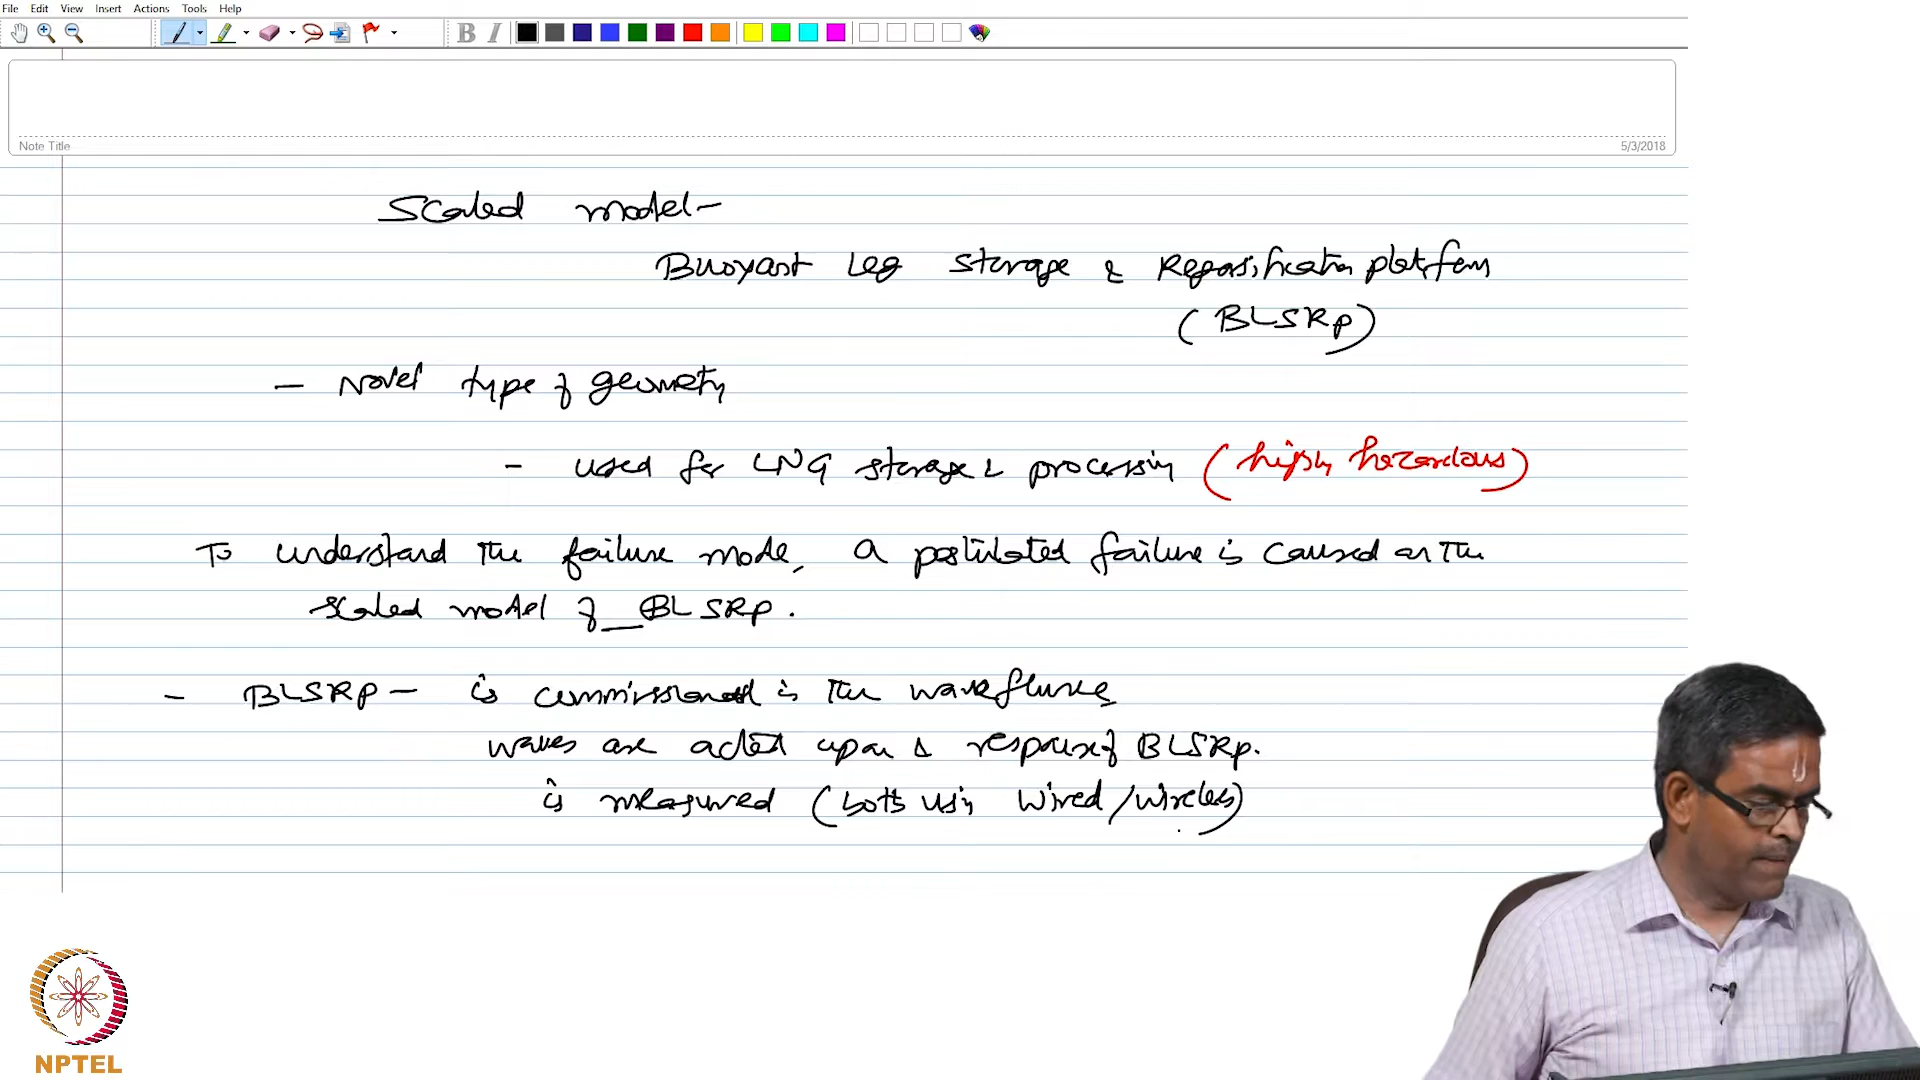 File Edit View Insert Actions Tools Help
B I
Note Title
5/3/2018
Scaled model-
Buoyant Leg Storage & Regassification platform
(BLSRP)
- Novel type of geometry
- used for LNG storage & processing (highly hazardous)
To understand the failure mode, a postulated failure is caused on the
scaled model of BLSRP.
- BLSRP - is commissioned in the wave flume
waves are acted upon & response of BLSRP.
is measured (both using wired/wireless)
NPTEL